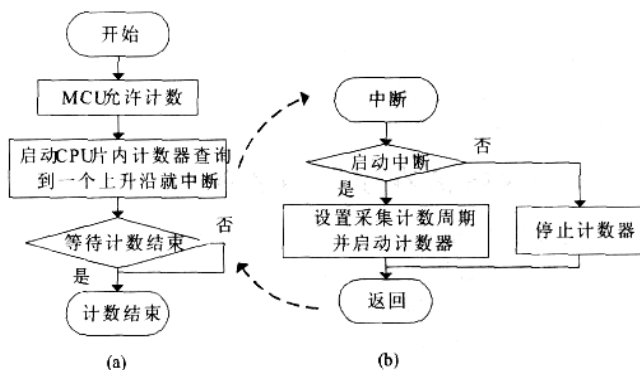 开始
MCU允许计数
启动CPU片内计数器查询
到一个上升沿就中断
等待计数结束
否
是
计数结束
(a)
中断
启动中断
否
是
设置采集计数周期
并启动计数器
停止计数器
返回
(b)